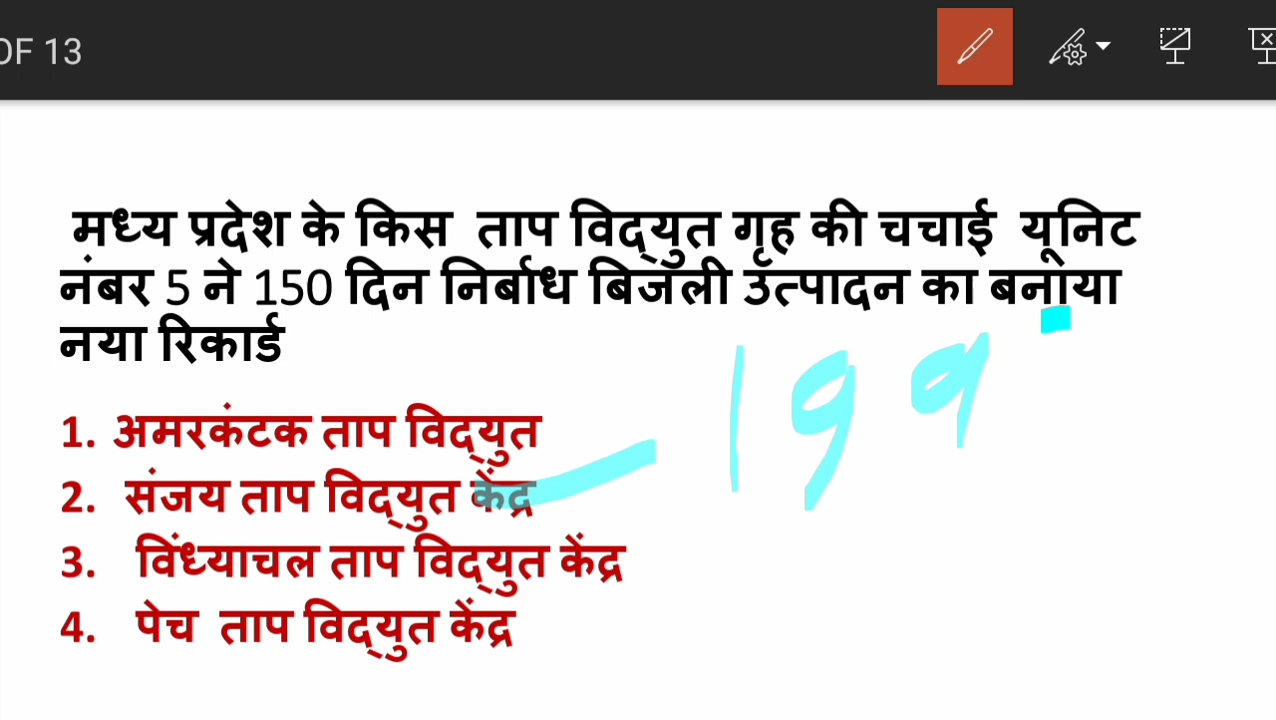 OF 13
मध्य प्रदेश के किस ताप विद्युत गृह की चचाई यूनिट
नंबर 5 ने 150 दिन निर्बाध बिजली उत्पादन का बनाया
नया रिकार्ड
1. अमरकंटक ताप विद्युत
2. संजय ताप विद्युत केंद्र
3. विंध्याचल ताप विद्युत केंद्र
4. पेच ताप विद्युत केंद्र
199